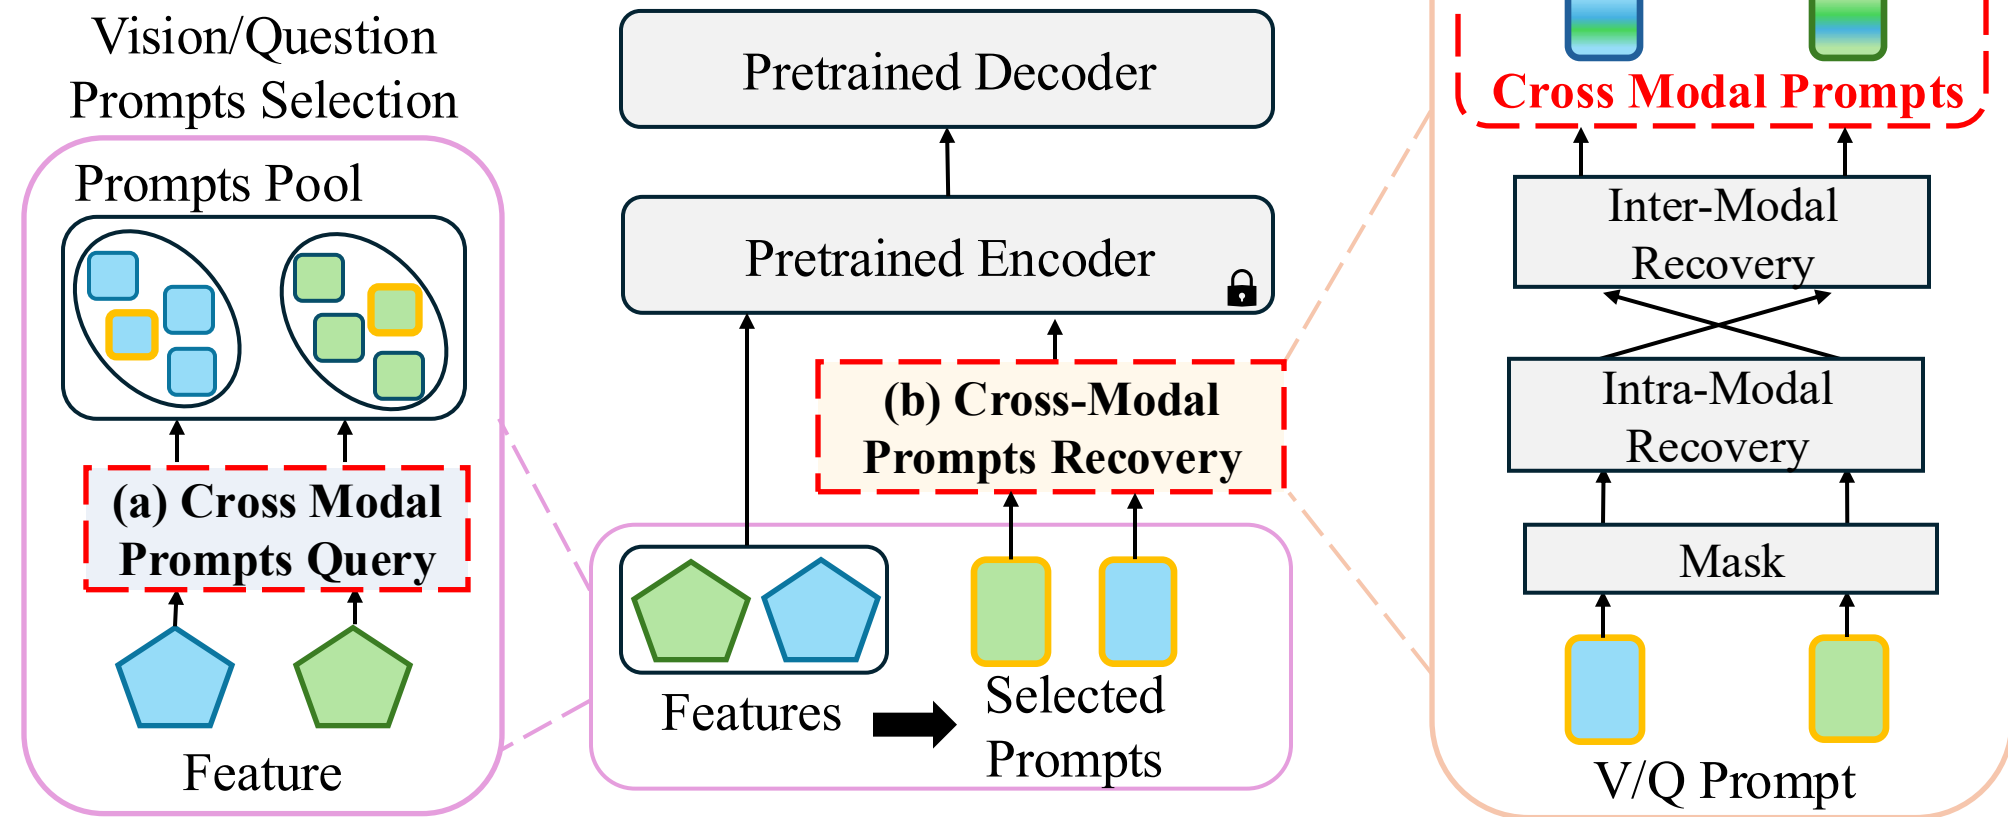 Vision/Question
Prompts Selection
Prompts Pool
(a) Cross Modal
Prompts Query
Feature
Pretrained Decoder
Pretrained Encoder
(b) Cross-Modal
Prompts Recovery
Features
Selected
Prompts
Cross Modal Prompts
Inter-Modal
Recovery
Intra-Modal
Recovery
Mask
V/Q Prompt